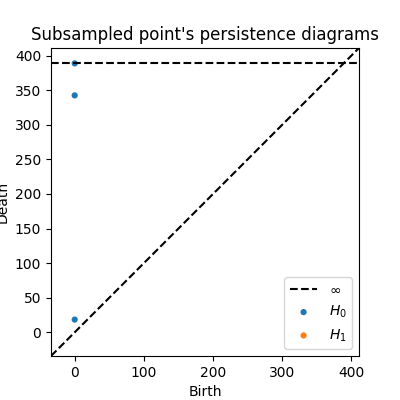 Subsampled point's persistence diagrams
400
350
300
250
200
150
100
50
0
Death
0 100 200 300 400
Birth
∞
H₀
H₁